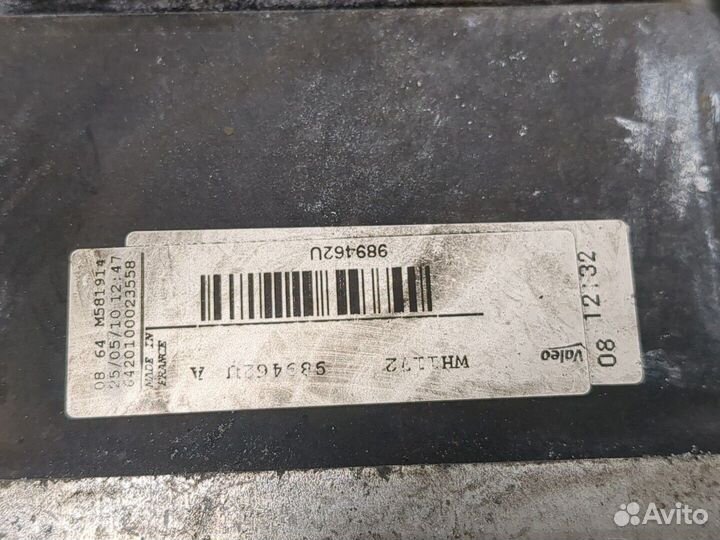 08 64 M581914
25/05/10 12:47
6420100023558
MADE IN
FRANCE
989462U
WH1172
989462U A
Valeo
08 12:32
Avito